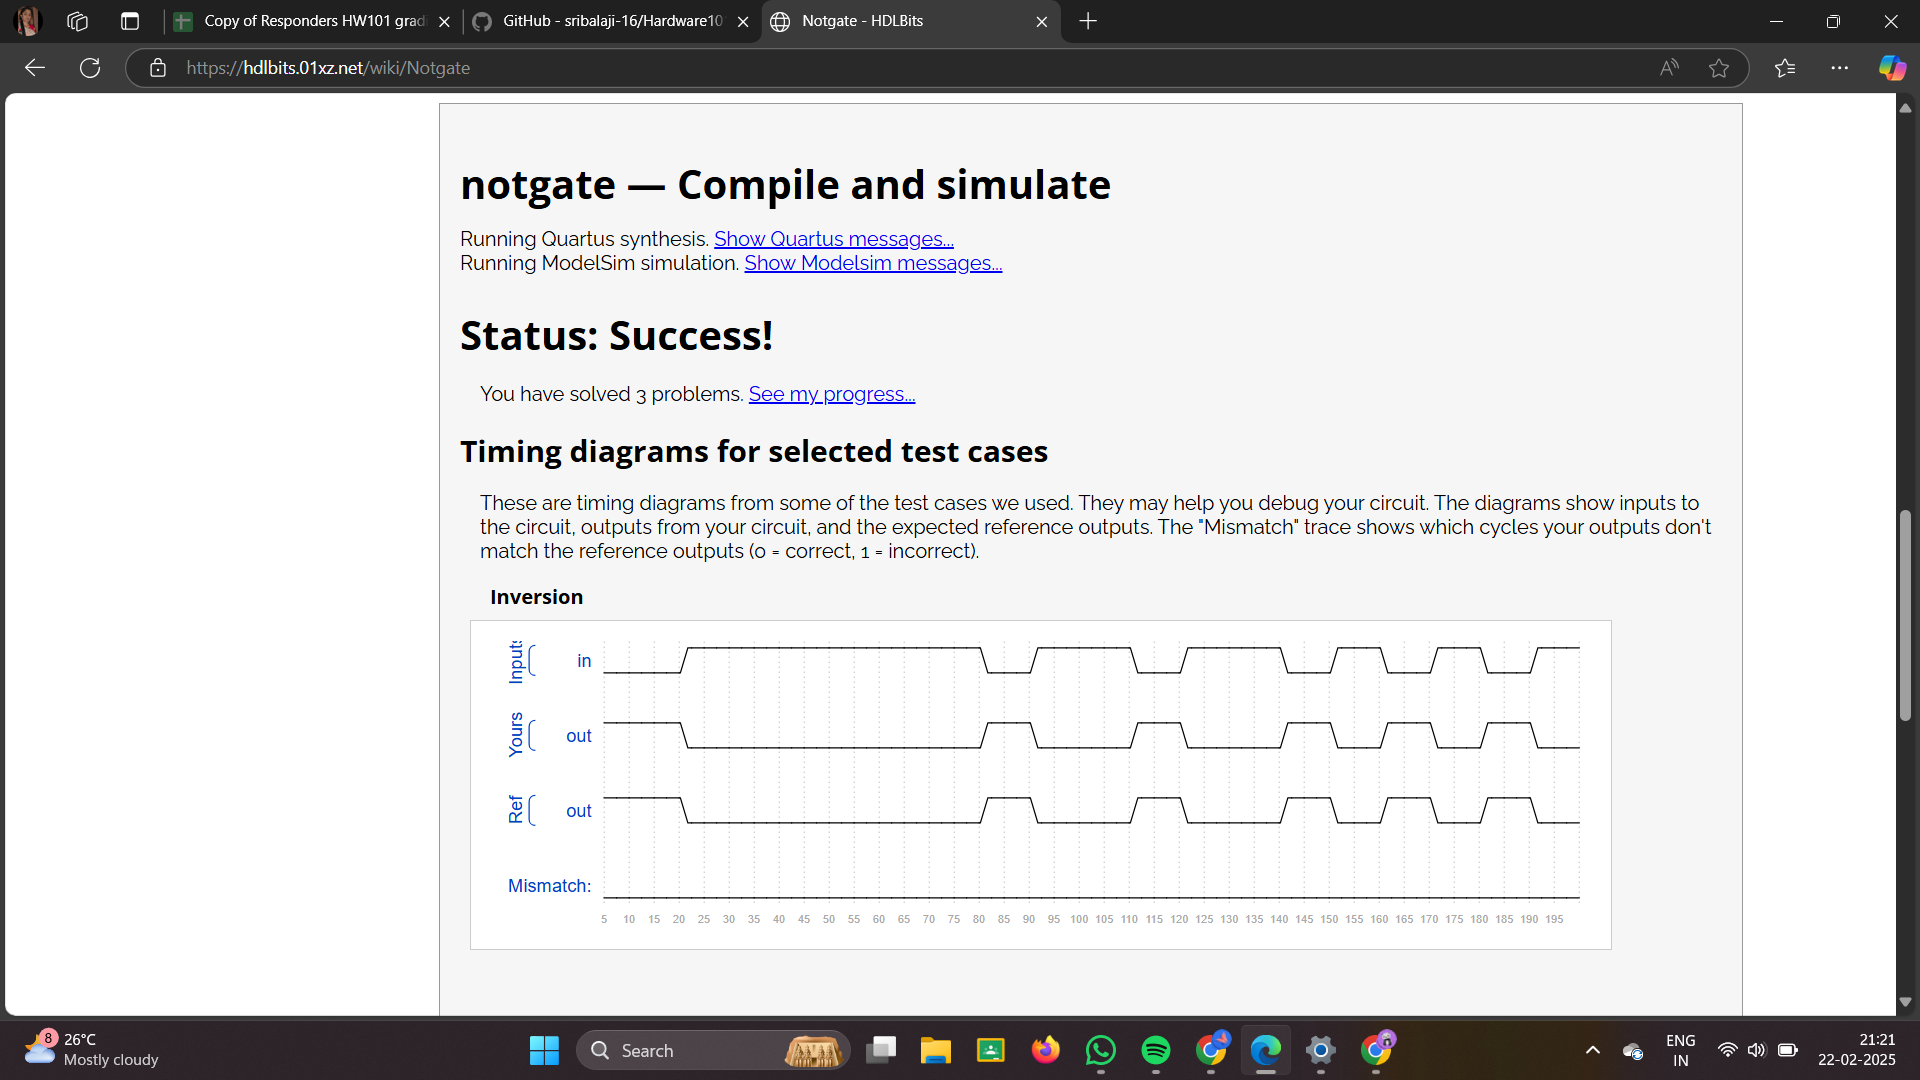 Copy of Responders HW101 gradi
GitHub - sribalaji-16/Hardware10
Notgate - HDLBits
https://hdlbits.01xz.net/wiki/Notgate
notgate — Compile and simulate
Running Quartus synthesis. Show Quartus messages...
Running ModelSim simulation. Show Modelsim messages...
Status: Success!
You have solved 3 problems. See my progress...
Timing diagrams for selected test cases
These are timing diagrams from some of the test cases we used. They may help you debug your circuit. The diagrams show inputs to
the circuit, outputs from your circuit, and the expected reference outputs. The "Mismatch" trace shows which cycles your outputs don't
match the reference outputs (0 = correct, 1 = incorrect).
Inversion
Inputs in
Yours out
Ref out
Mismatch:
5 10 15 20 25 30 35 40 45 50 55 60 65 70 75 80 85 90 95 100 105 110 115 120 125 130 135 140 145 150 155 160 165 170 175 180 185 190 195
8
26°C
Mostly cloudy
Search
ENG
IN
21:21
22-02-2025